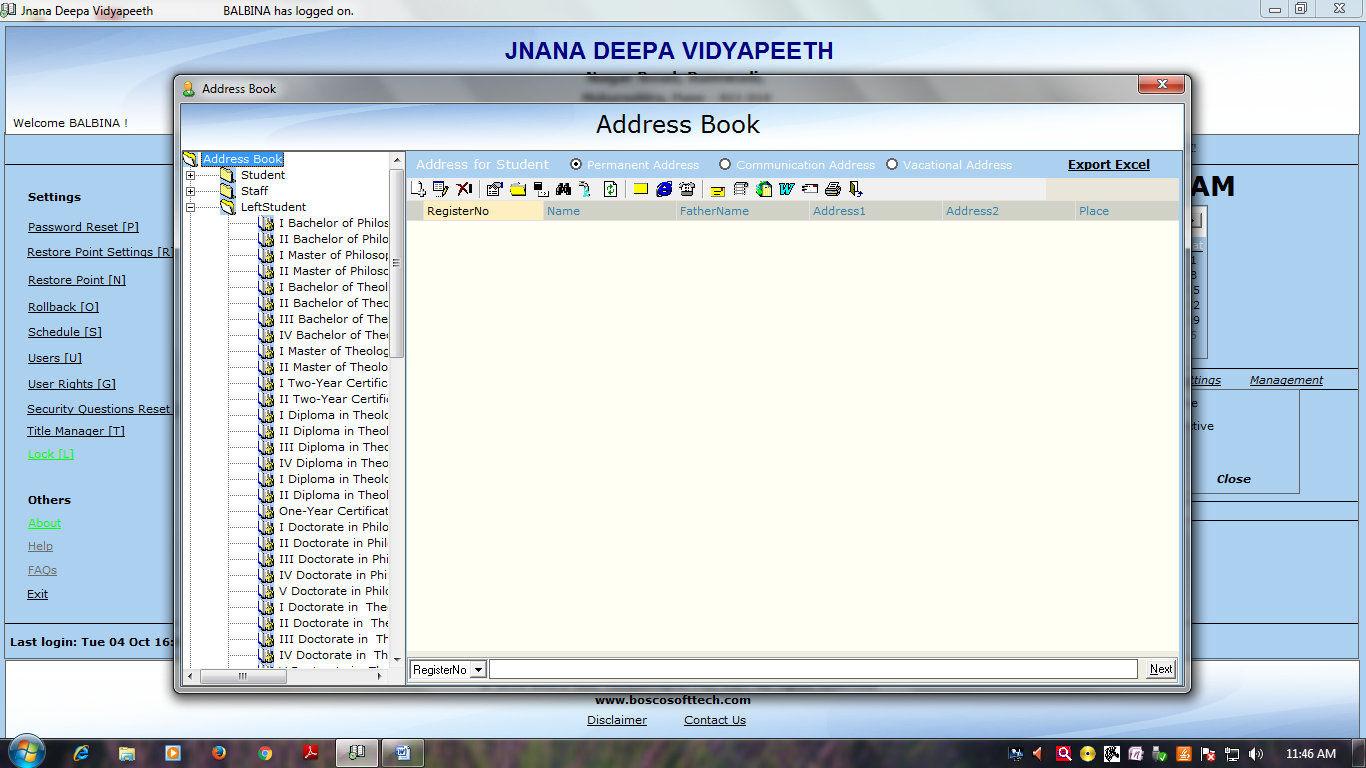 Jnana Deepa Vidyapeeth BALBINA has logged on.
JNANA DEEPA VIDYAPEETH
Welcome BALBINA !
Address Book
Address Book
Address Book
Student
Staff
LeftStudent
I Bachelor of Philos
II Bachelor of Philo
I Master of Philosop
II Master of Philosc
I Bachelor of Theol
II Bachelor of Theo
III Bachelor of The
IV Bachelor of The
I Master of Theolog
II Master of Theolo
I Two-Year Certific
II Two-Year Certifi
I Diploma in Theolo
II Diploma in Theol
III Diploma in Theo
IV Diploma in Theo
I Diploma in Theolo
II Diploma in Theol
One-Year Certificat
I Doctorate in Philo
II Doctorate in Phil
III Doctorate in Phi
IV Doctorate in Phi
V Doctorate in Philo
I Doctorate in The
II Doctorate in The
III Doctorate in Th
IV Doctorate in Th
Address for Student Permanent Address Communication Address Vacational Address Export Excel
RegisterNo Name FatherName Address1 Address2 Place
RegisterNo Next
Settings
Password Reset [P]
Restore Point Settings [R
Restore Point [N]
Rollback [O]
Schedule [S]
Users [U]
User Rights [G]
Security Questions Reset
Title Manager [T]
Lock [L]
Others
About
Help
FAQs
Exit
Last login: Tue 04 Oct 16:
AM
ttings Management
tive
Close
www.boscosofttech.com
Disclaimer Contact Us
11:46 AM